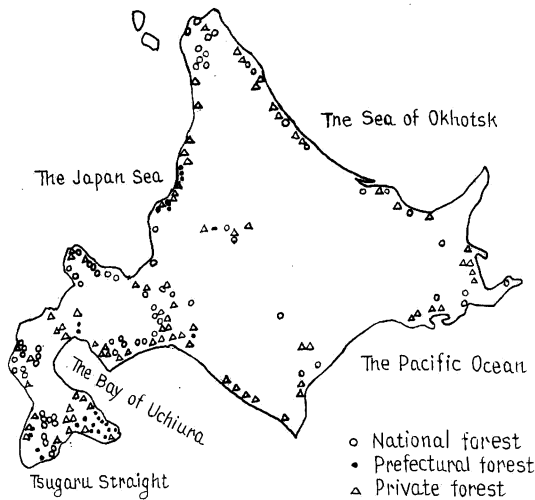 The Sea of Okhotsk
The Japan Sea
The Pacific Ocean
The Bay of Uchiura
Tsugaru Straight
National forest
Prefectural forest
Private forest